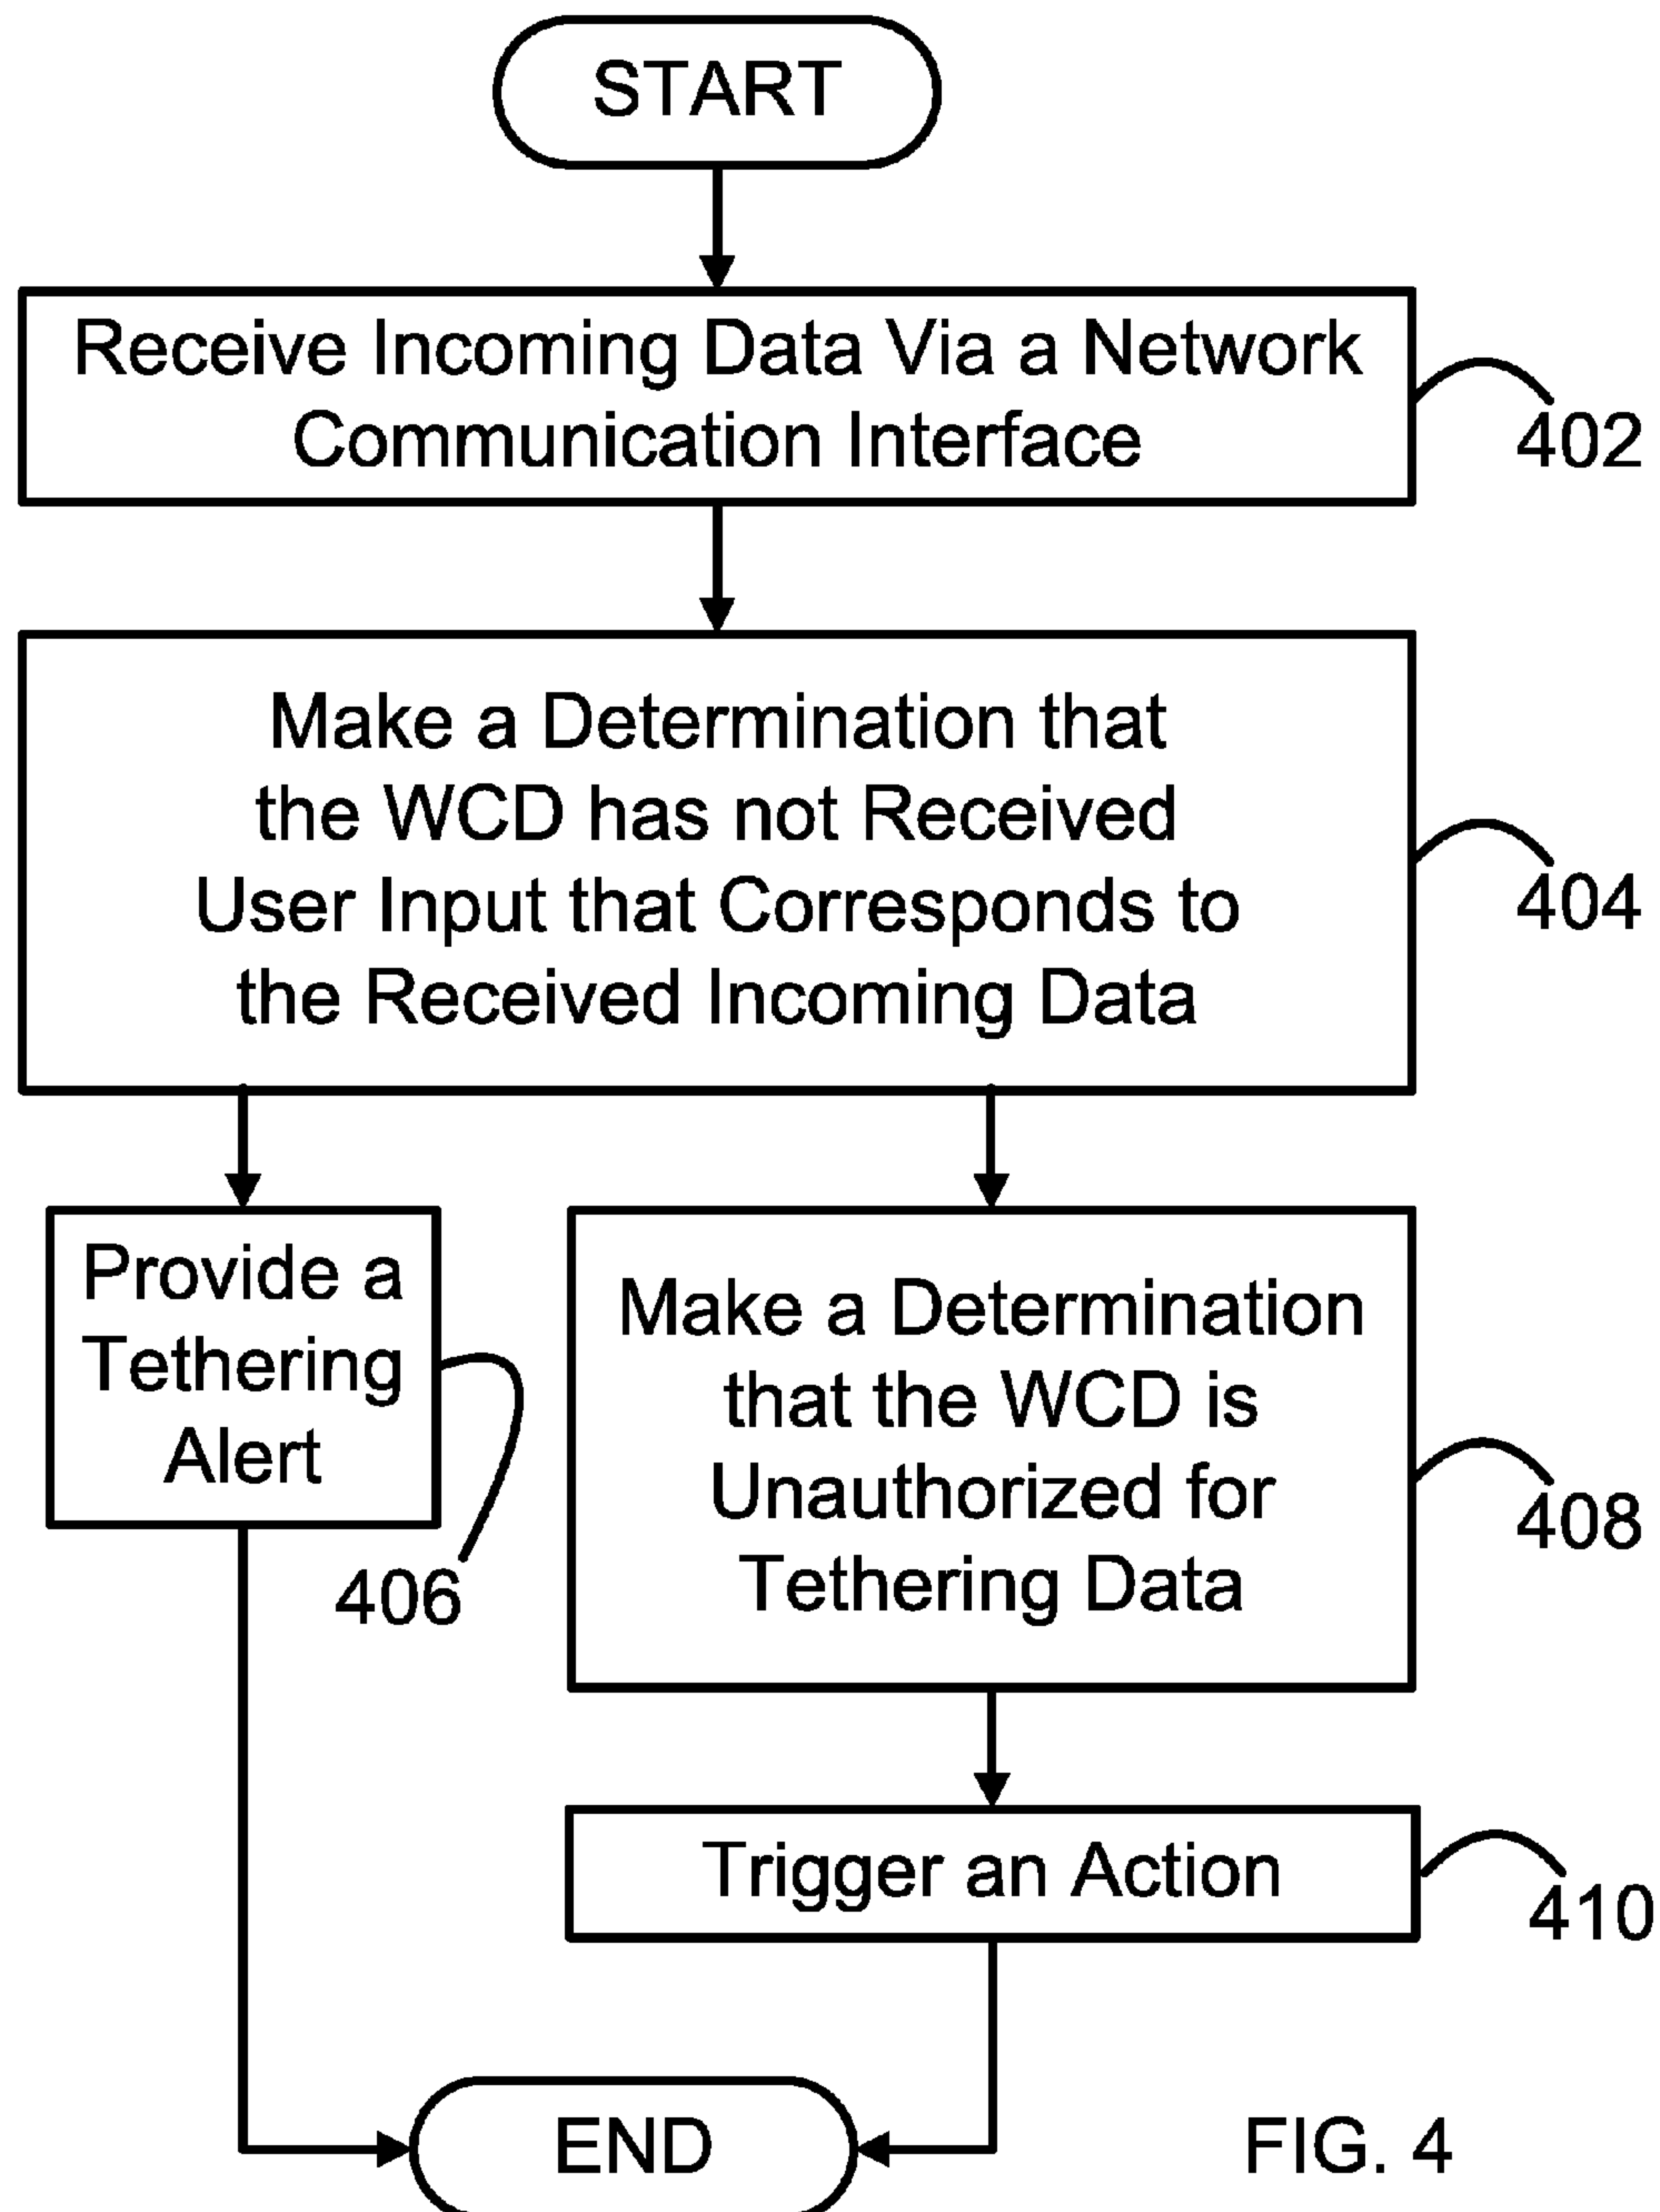 START
Receive Incoming Data Via a Network
Communication Interface
402
Make a Determination that
the WCD has not Received
User Input that Corresponds to
the Received Incoming Data
404
Provide a
Tethering
Alert
406
Make a Determination
that the WCD is
Unauthorized for
Tethering Data
408
Trigger an Action
410
END
FIG. 4